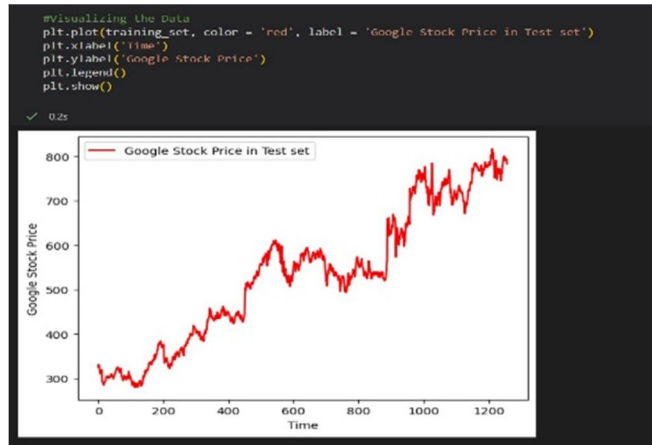 #Visualizing the Data
plt.plot(training_set, color = 'red', label = 'Google Stock Price in Test set')
plt.xlabel('Time')
plt.ylabel('Google Stock Price')
plt.legend()
plt.show()
✓ 0.2s
Google Stock Price in Test set
800
700
600
500
400
300
Google Stock Price
0 200 400 600 800 1000 1200
Time